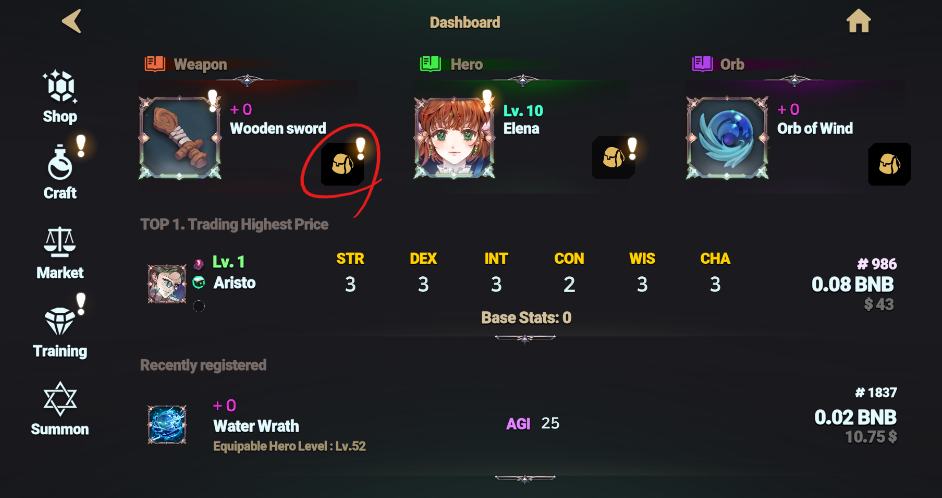 Dashboard
Weapon
Hero
Orb
Shop
Craft
Market
Training
Summon
+0
Wooden sword
Lv. 10
Elena
+0
Orb of Wind
TOP 1. Trading Highest Price
Lv. 1
Aristo
STR DEX INT CON WIS CHA
3 3 3 2 3 3
Base Stats: 0
# 986
0.08 BNB
$ 43
Recently registered
+0
Water Wrath
Equipable Hero Level : Lv.52
AGI 25
# 1837
0.02 BNB
10.75 $